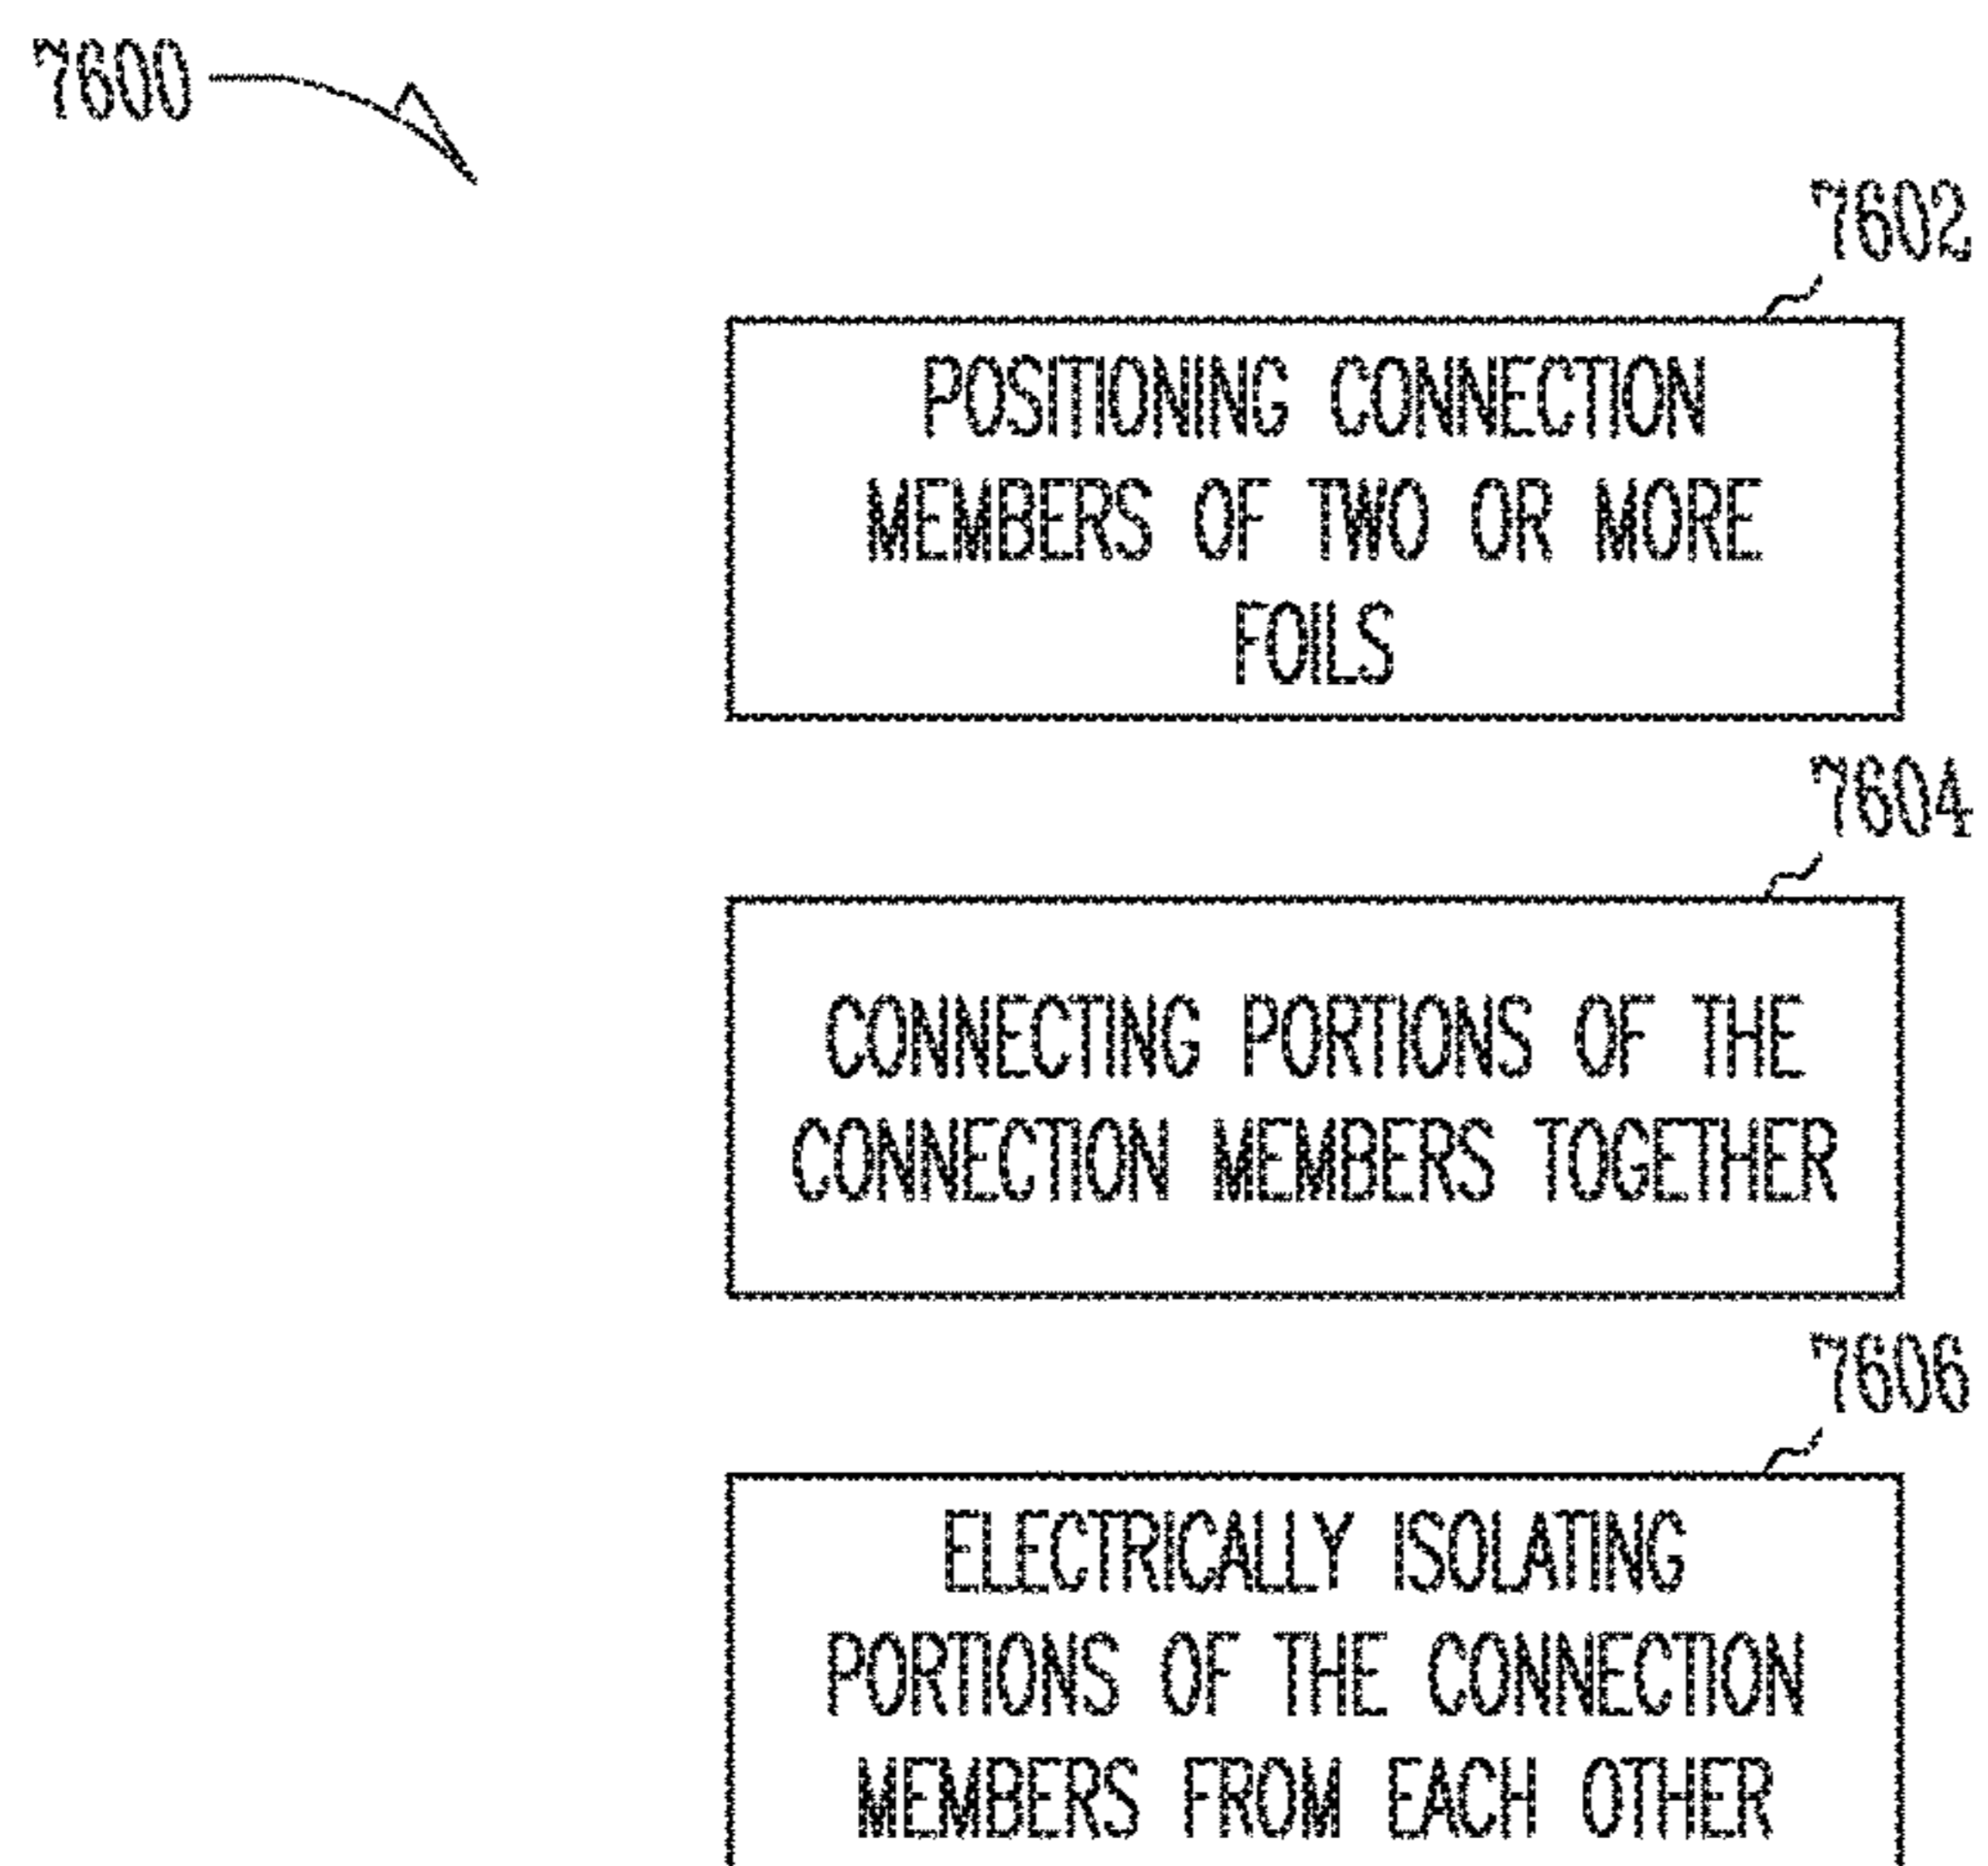 7600
7602
POSITIONING CONNECTION
MEMBERS OF TWO OR MORE
FOILS
7604
CONNECTING PORTIONS OF THE
CONNECTION MEMBERS TOGETHER
7606
ELECTRICALLY ISOLATING
PORTIONS OF THE CONNECTION
MEMBERS FROM EACH OTHER